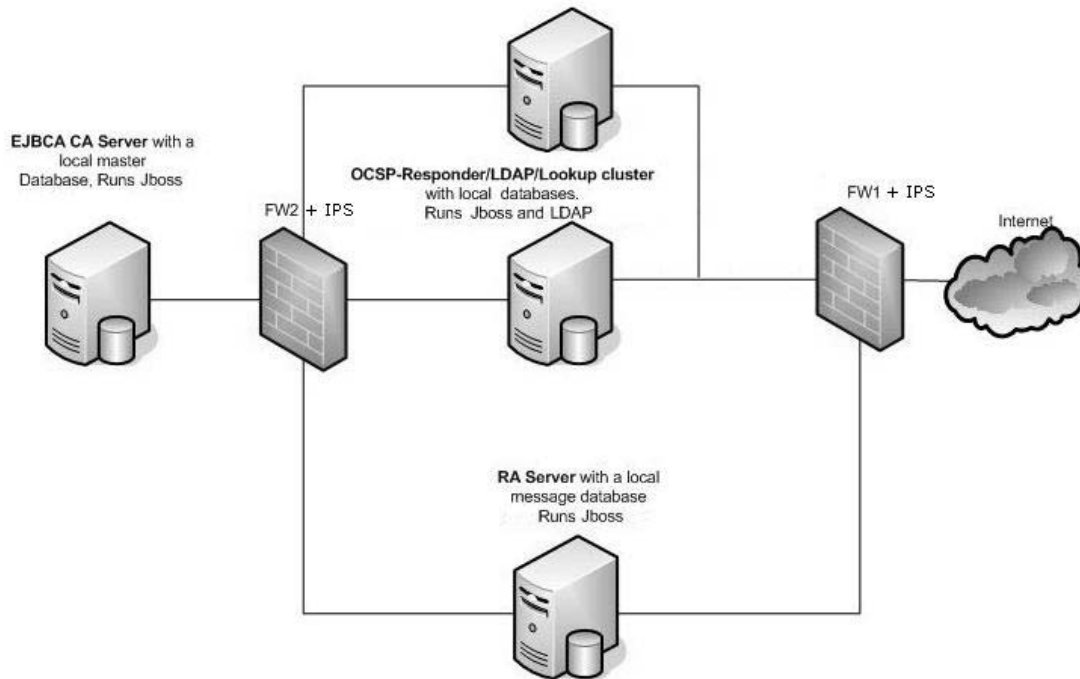 EJBCA CA Server with a
local master
Database, Runs Jboss
FW2 + IPS
OCSP-Responder/LDAP/Lookup cluster
with local databases.
Runs Jboss and LDAP
FW1 + IPS
Internet
RA Server with a local
message database
Runs Jboss